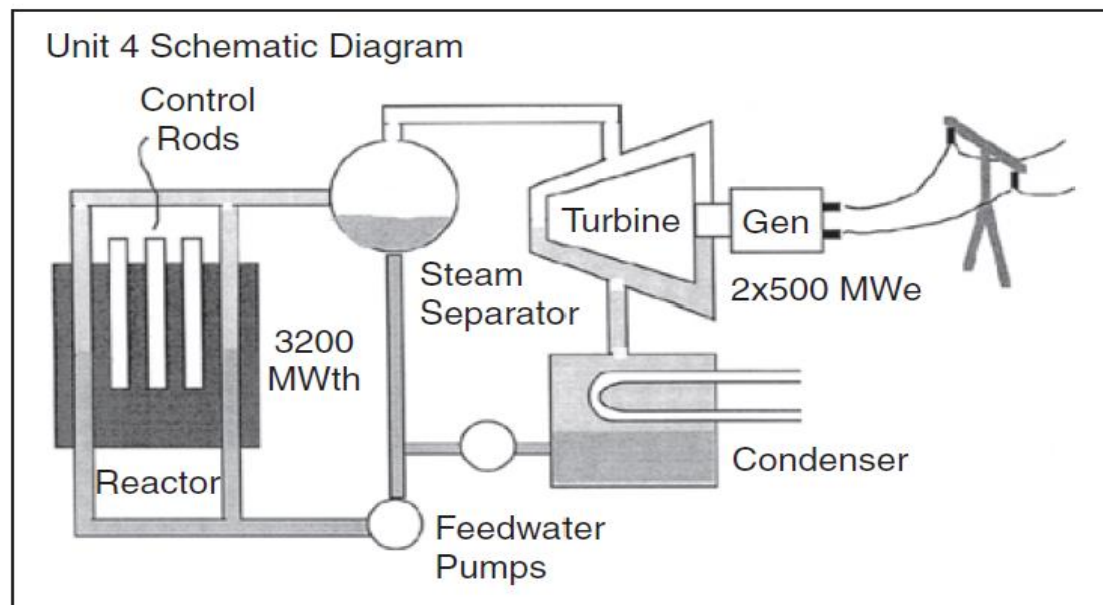 Unit 4 Schematic Diagram
Control
Rods
Steam
Separator
Turbine
Gen
2x500 MWe
3200
MWth
Reactor
Condenser
Feedwater
Pumps